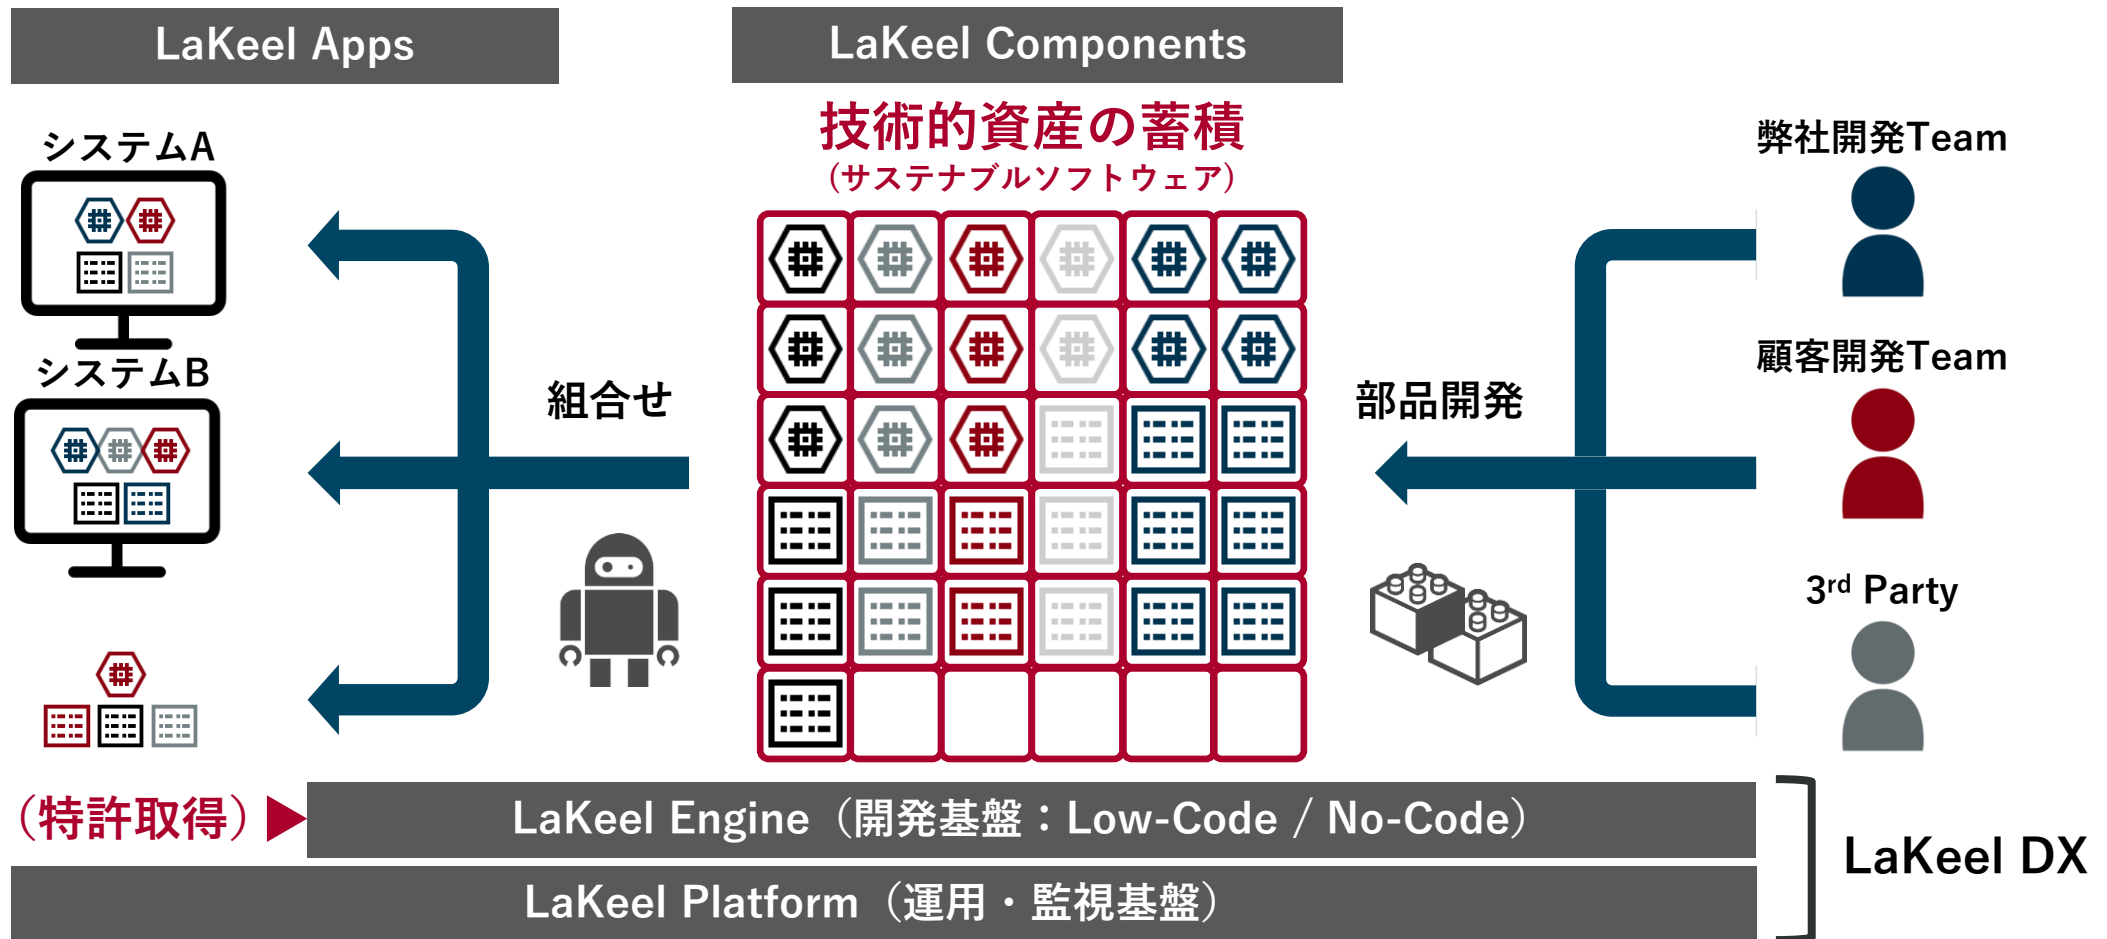 LaKeel Apps
LaKeel Components
技術的資産の蓄積
（サステナブルソフトウェア）
システムA
システムB
組合せ
部品開発
弊社開発Team
顧客開発Team
3rd Party
（特許取得）
LaKeel Engine（開発基盤：Low-Code / No-Code）
LaKeel Platform（運用・監視基盤）
LaKeel DX